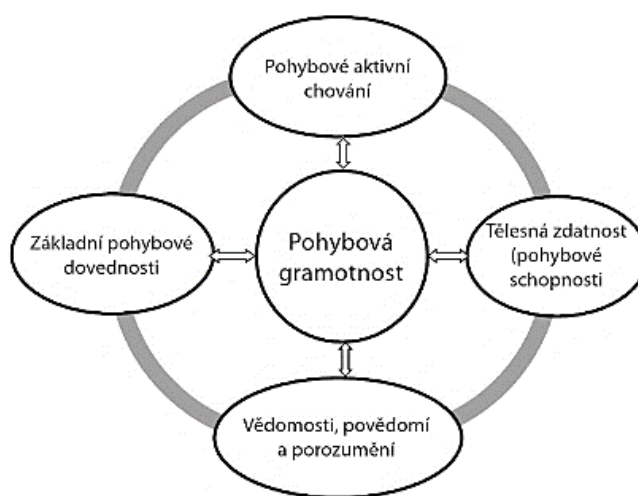 Pohybové aktivní
chování
Základní pohybové
dovednosti
Pohybová
gramotnost
Tělesná zdatnost
(pohybové
schopnosti
Vědomosti, povědomí
a porozumění